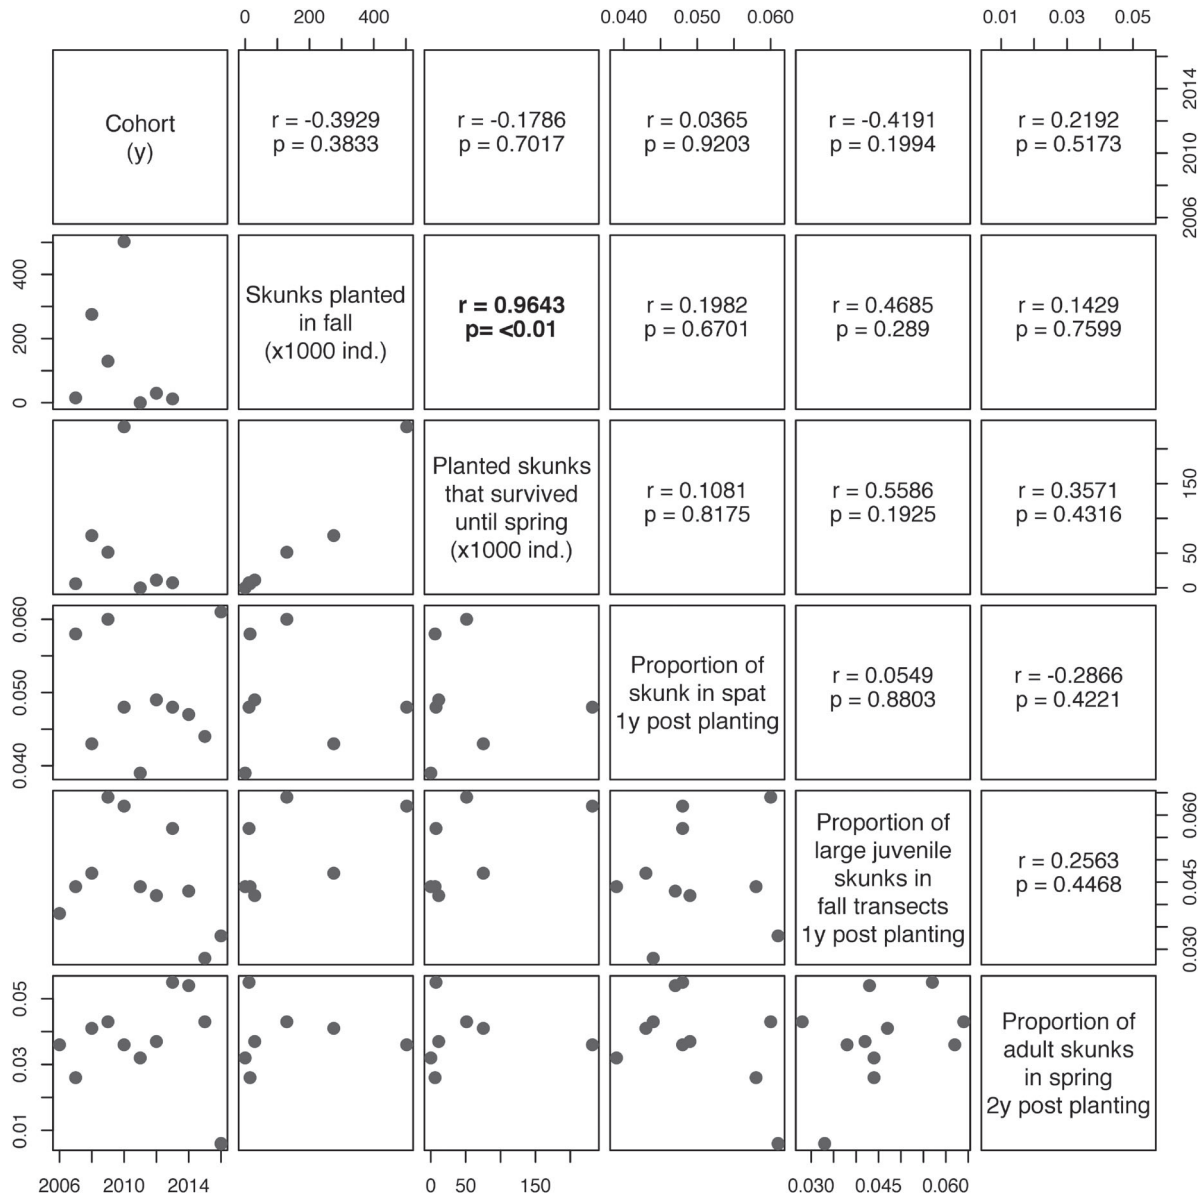 0 200 400 0.040 0.050 0.060 0.01 0.03 0.05
Cohort
(y)
r = -0.3929
p = 0.3833
r = -0.1786
p = 0.7017
r = 0.0365
p = 0.9203
r = -0.4191
p = 0.1994
r = 0.2192
p = 0.5173
2006 2010 2014
0 200 400
Skunks planted
in fall
(x1000 ind.)
r = 0.9643
p= <0.01
r = 0.1982
p = 0.6701
r = 0.4685
p = 0.289
r = 0.1429
p = 0.7599
Planted skunks
that survived
until spring
(x1000 ind.)
r = 0.1081
p = 0.8175
r = 0.5586
p = 0.1925
r = 0.3571
p = 0.4316
0 50 150
0.040 0.050 0.060
Proportion of
skunk in spat
1y post planting
r = 0.0549
p = 0.8803
r = -0.2866
p = 0.4221
Proportion of
large juvenile
skunks in
fall transects
1y post planting
r = 0.2563
p = 0.4468
0.030 0.045 0.060
0.01 0.03 0.05
Proportion of
adult skunks
in spring
2y post planting
2006 2010 2014 0 50 150 0.030 0.045 0.060